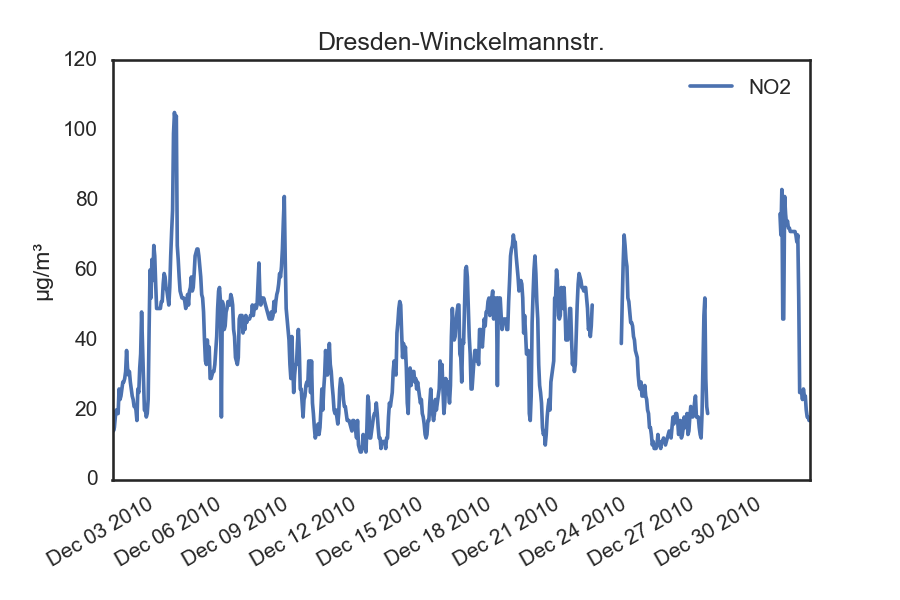 Dresden-Winckelmannstr.
120
100
80
60
40
20
0
µg/m³
NO2
Dec 03 2010
Dec 06 2010
Dec 09 2010
Dec 12 2010
Dec 15 2010
Dec 18 2010
Dec 21 2010
Dec 24 2010
Dec 27 2010
Dec 30 2010